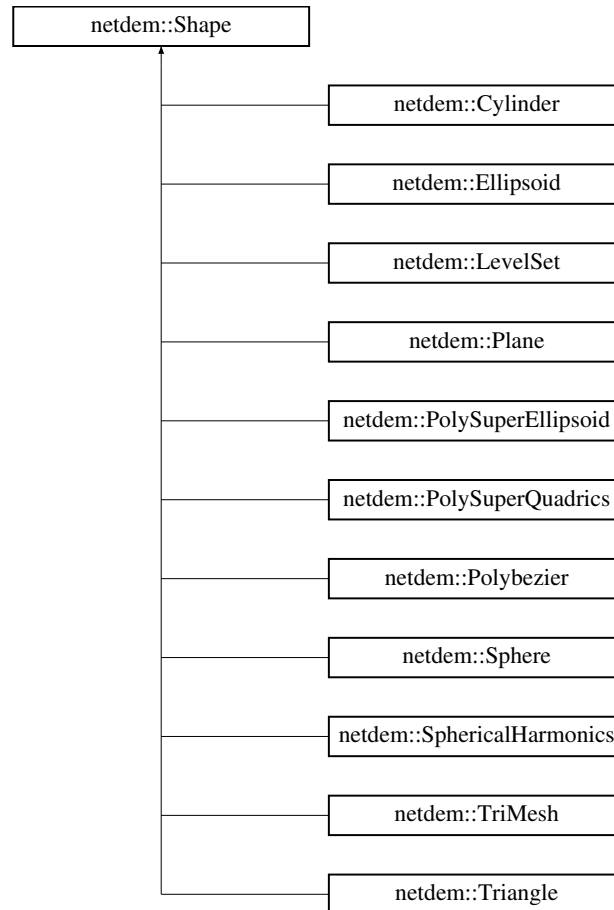 netdem::Shape
netdem::Cylinder
netdem::Ellipsoid
netdem::LevelSet
netdem::Plane
netdem::PolySuperEllipsoid
netdem::PolySuperQuadrics
netdem::Polybezier
netdem::Sphere
netdem::SphericalHarmonics
netdem::TriMesh
netdem::Triangle